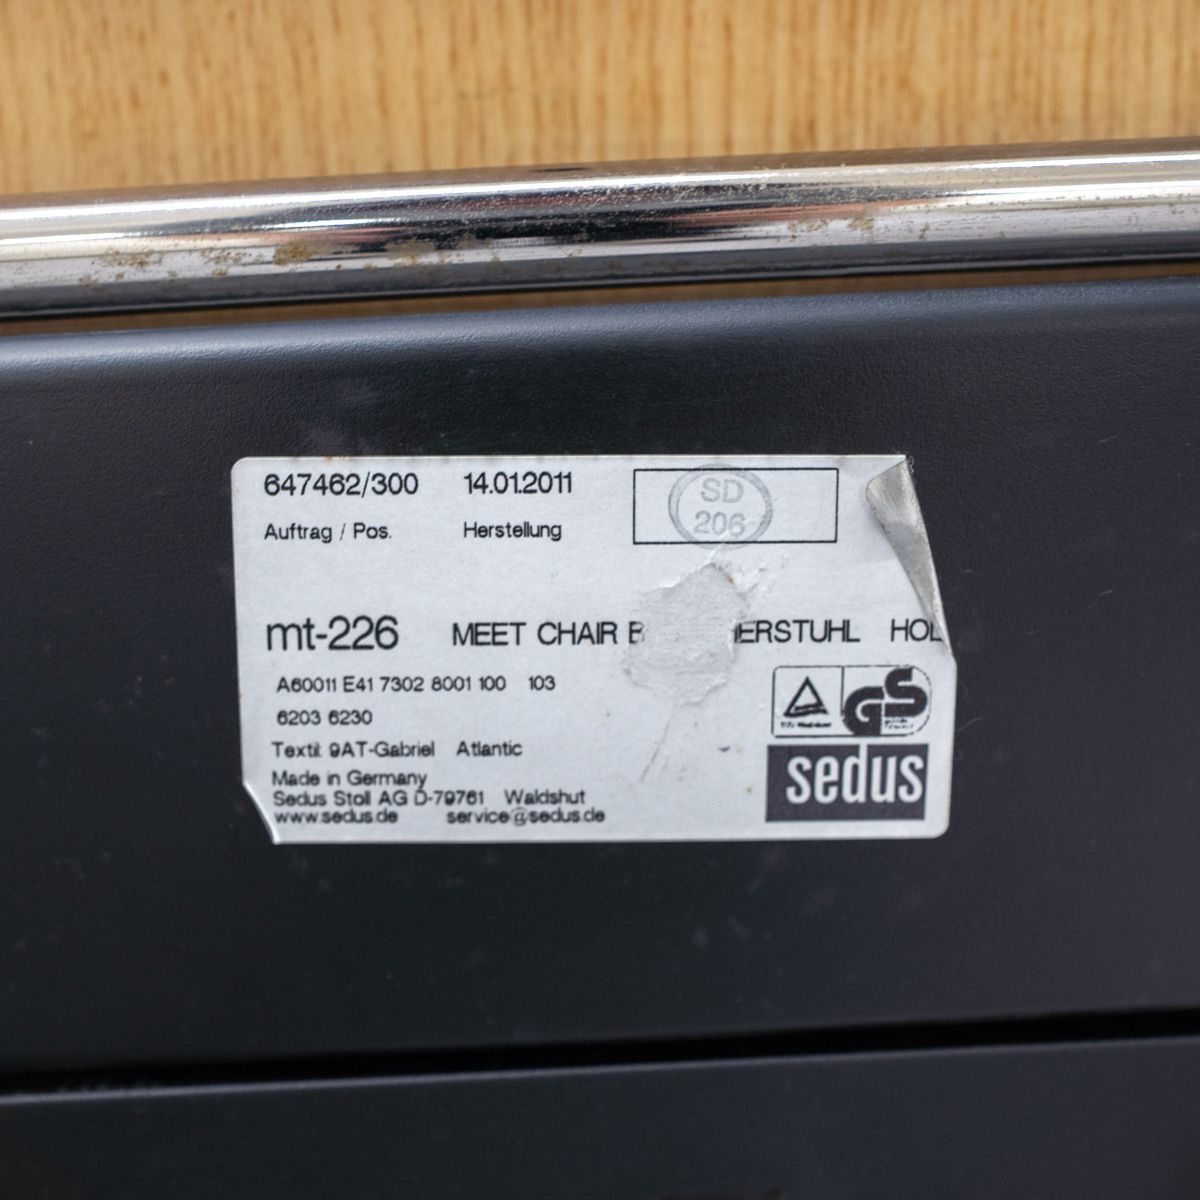 647462/300 14.01.2011 SD
Auftrag / Pos. Herstellung 206
mt-226 MEET CHAIR
A60011 E41 7302 8001 100 103
6203 6230
Textil: 9AT-Gabriel Atlantic
Made in Germany
Sedus Stoll AG D-79761 Waldshut
www.sedus.de service@sedus.de
GS
sedus